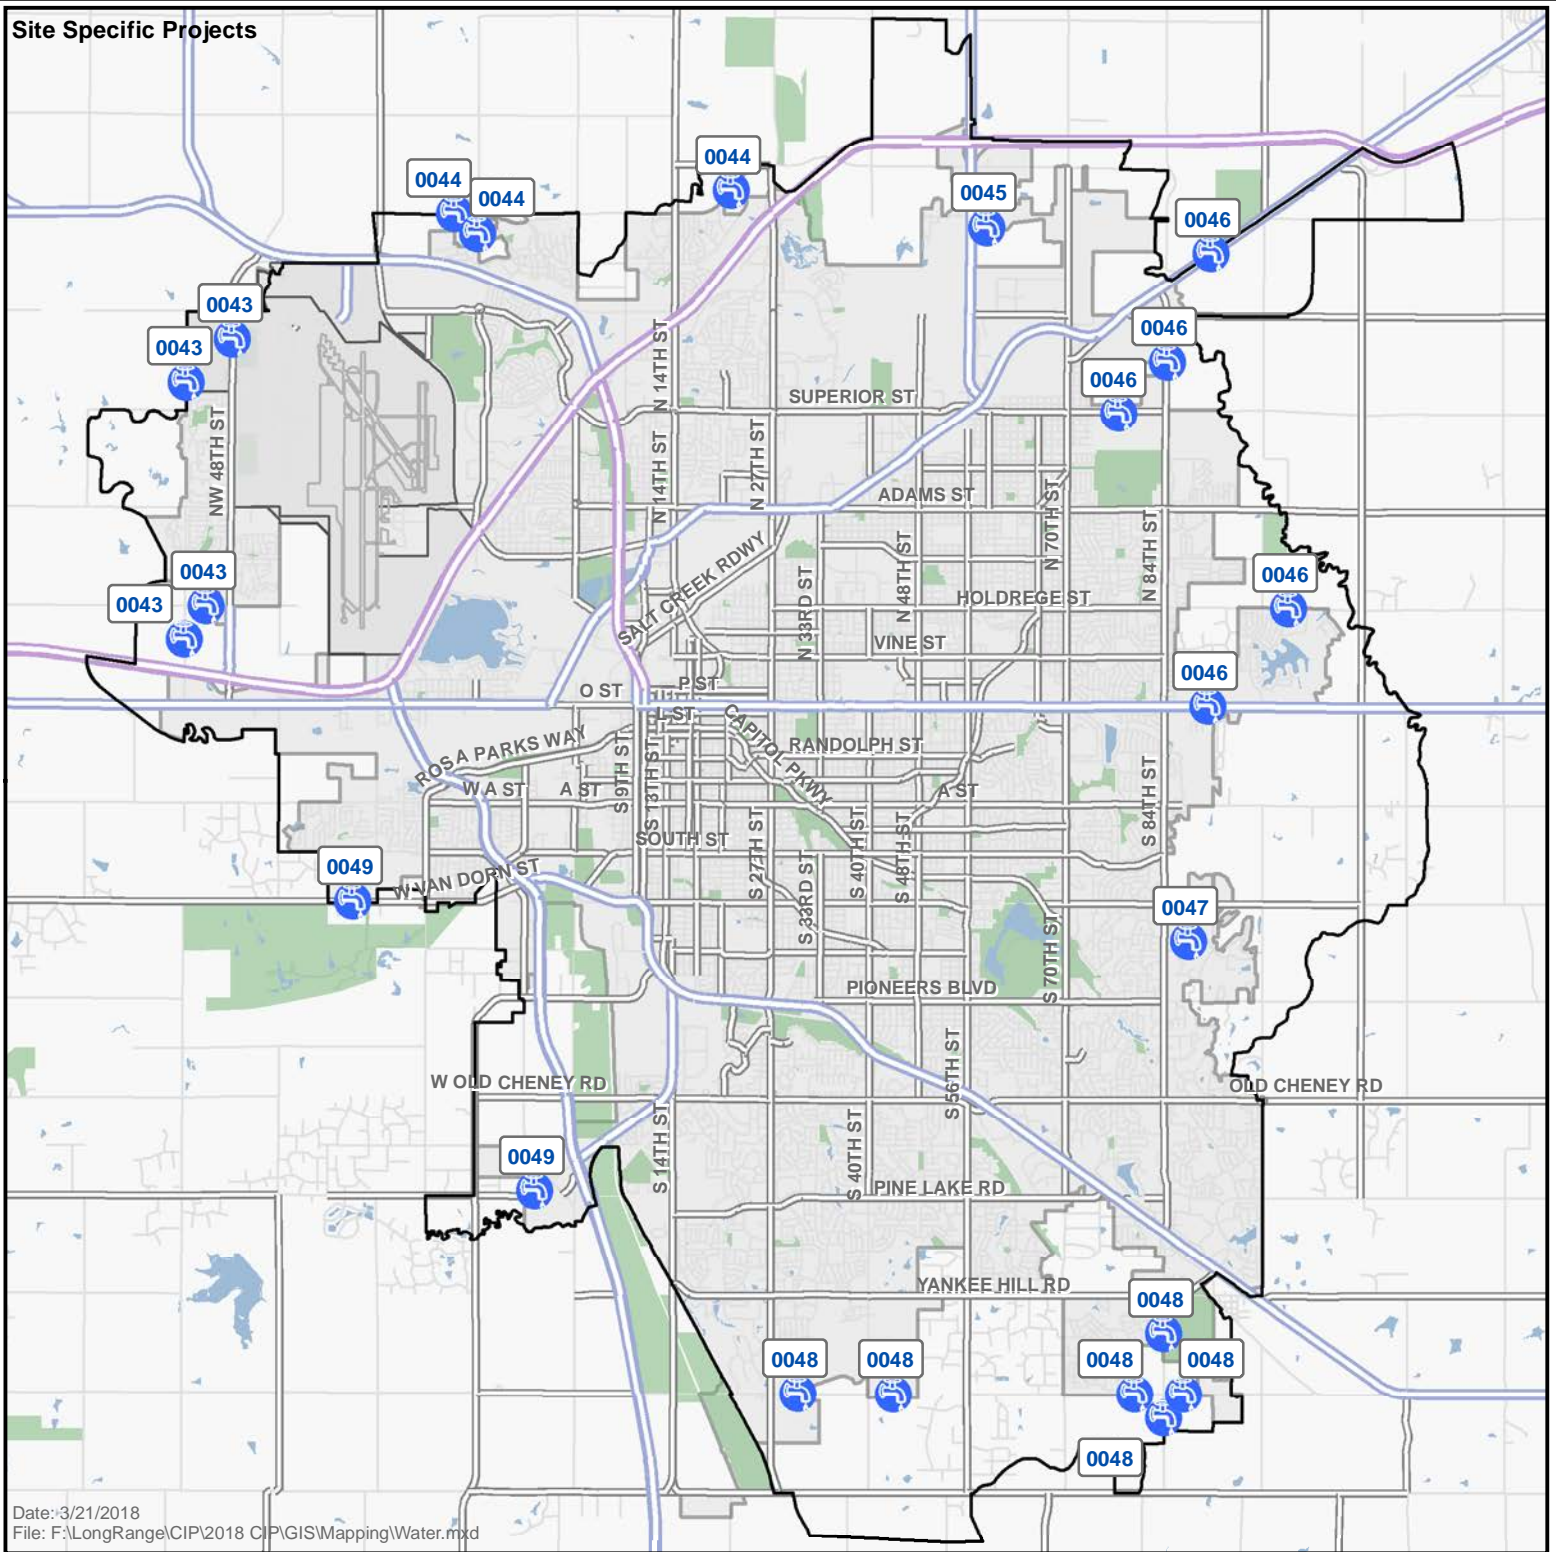 Site Specific Projects
0044
0044
0044
0045
0046
0043
0043
0046
0046
N 14TH ST
SUPERIOR ST
NW 48TH ST
N 14TH ST
N 27TH ST
ADAMS ST
N 70TH ST
N 84TH ST
N 48TH ST
SALT CREEK RDWY
0043
0043
0046
N 33RD ST
HOLDREGE ST
VINE ST
0046
O ST
P ST
L ST
CAPITOL PKWY
RANDOLPH ST
ROSA PARKS WAY
W A ST
A ST
S 9TH ST
S 13TH ST
A ST
S 84TH ST
SOUTH ST
S 27TH ST
S 33RD ST
S 40TH ST
S 48TH ST
0049
W VAN DORN ST
0047
S 70TH ST
PIONEERS BLVD
W OLD CHENEY RD
S 56TH ST
OLD CHENEY RD
S 14TH ST
S 40TH ST
0049
PINE LAKE RD
YANKEE HILL RD
0048
0048
0048
0048
0048
0048
Date: 3/21/2018
File: F:\LongRange\CIP\2018 CIP\GIS\Mapping\Water.mxd